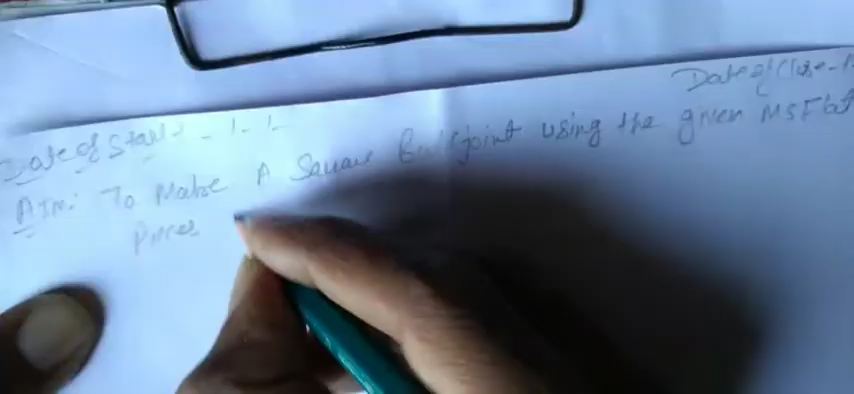 Date of Close -
Date of Start - 1-1-
AIM: To Make A Square Butt joint using the given MS Flat
Pieces